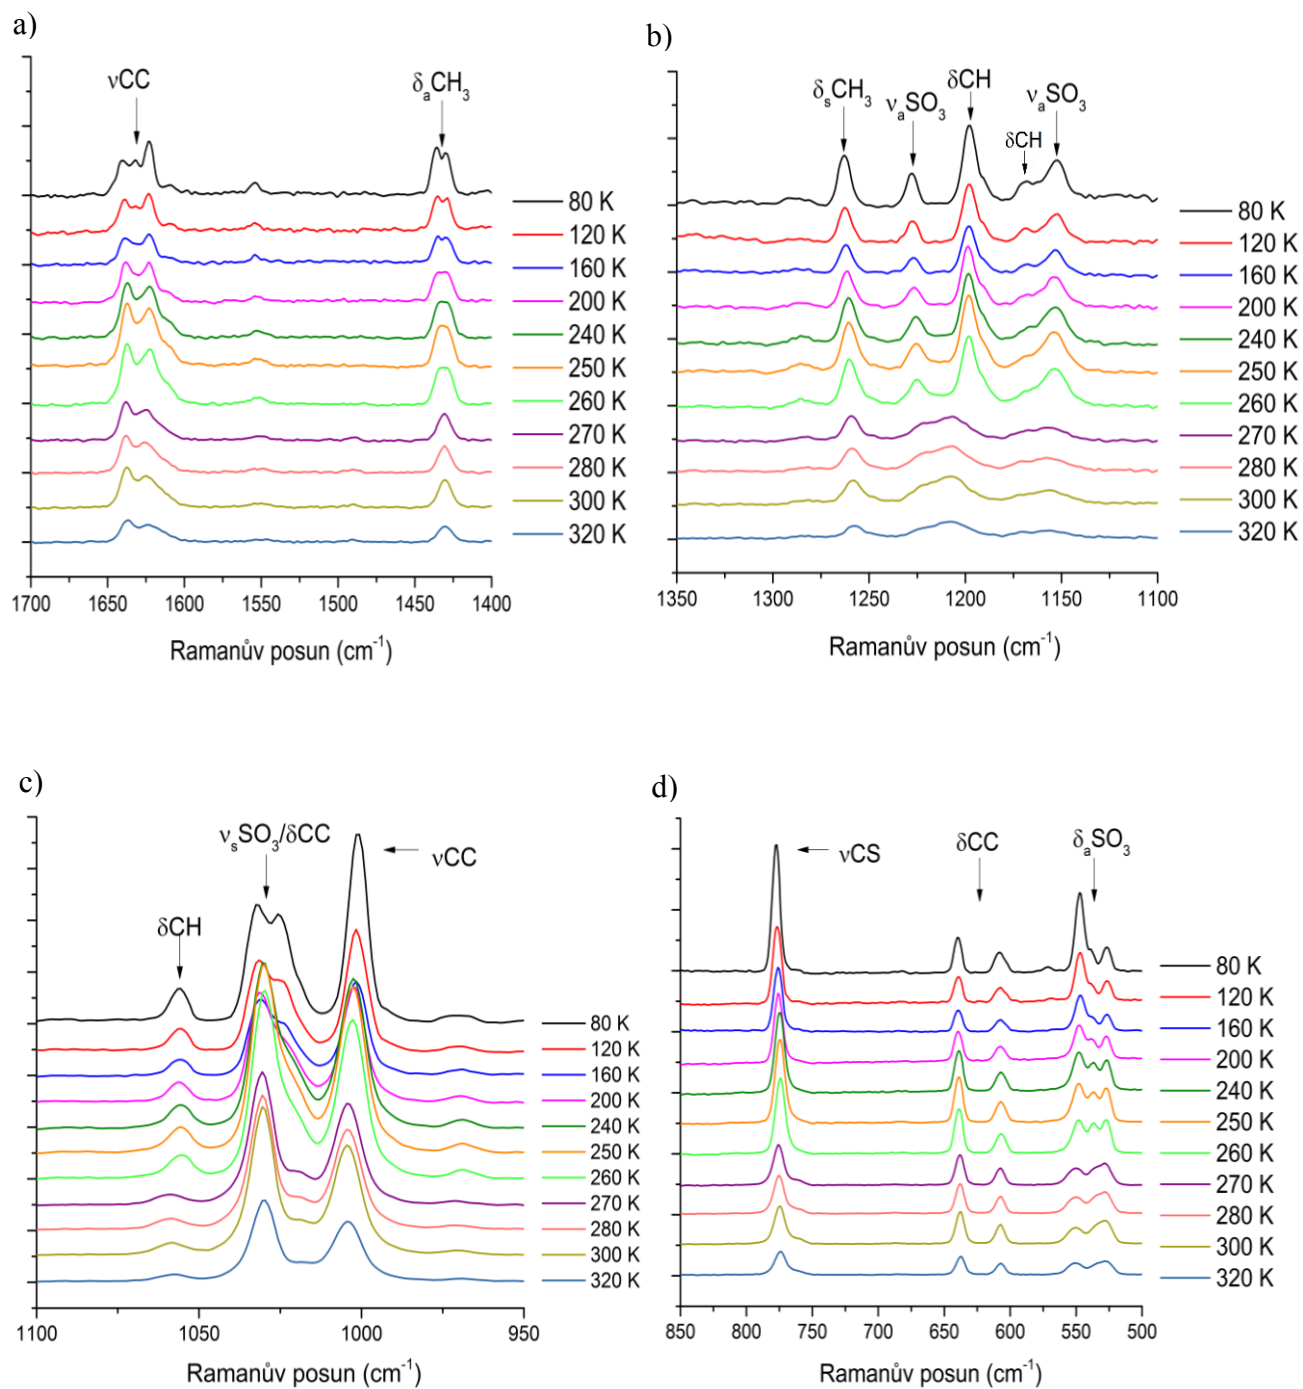 a)
νCC
δaCH3
80 K
120 K
160 K
200 K
240 K
250 K
260 K
270 K
280 K
300 K
320 K
1700 1650 1600 1550 1500 1450 1400
Ramanův posun (cm-1)
b)
δsCH3
νaSO3
δCH
δCH
νaSO3
80 K
120 K
160 K
200 K
240 K
250 K
260 K
270 K
280 K
300 K
320 K
1350 1300 1250 1200 1150 1100
Ramanův posun (cm-1)
c)
δCH
νsSO3/δCC
νCC
80 K
120 K
160 K
200 K
240 K
250 K
260 K
270 K
280 K
300 K
320 K
1100 1050 1000 950
Ramanův posun (cm-1)
d)
νCS
δCC
δaSO3
80 K
120 K
160 K
200 K
240 K
250 K
260 K
270 K
280 K
300 K
320 K
850 800 750 700 650 600 550 500
Ramanův posun (cm-1)